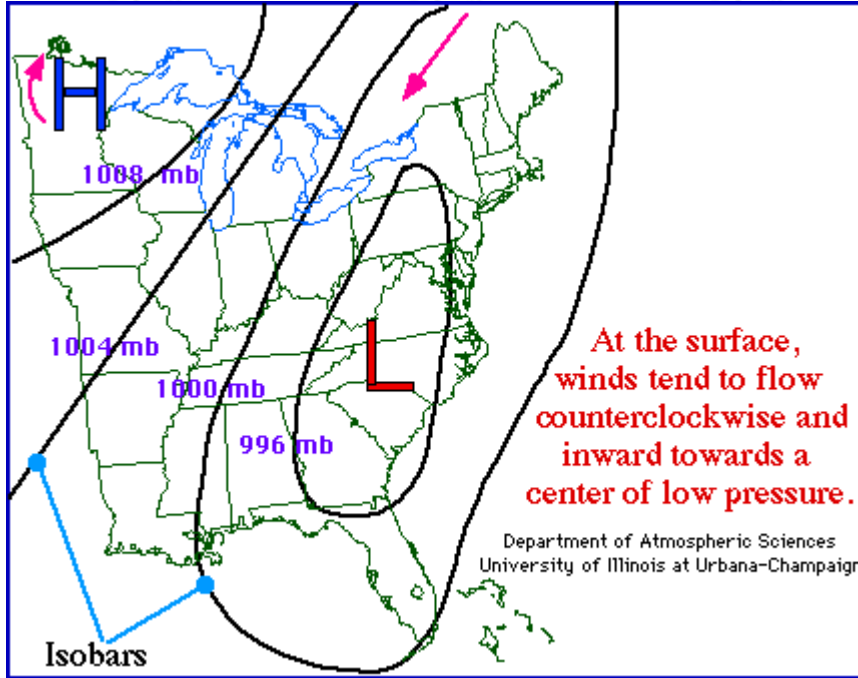 H
1008 mb
1004 mb
1000 mb
996 mb
L
At the surface,
winds tend to flow
counterclockwise and
inward towards a
center of low pressure.
Department of Atmospheric Sciences
University of Illinois at Urbana-Champaign
Isobars